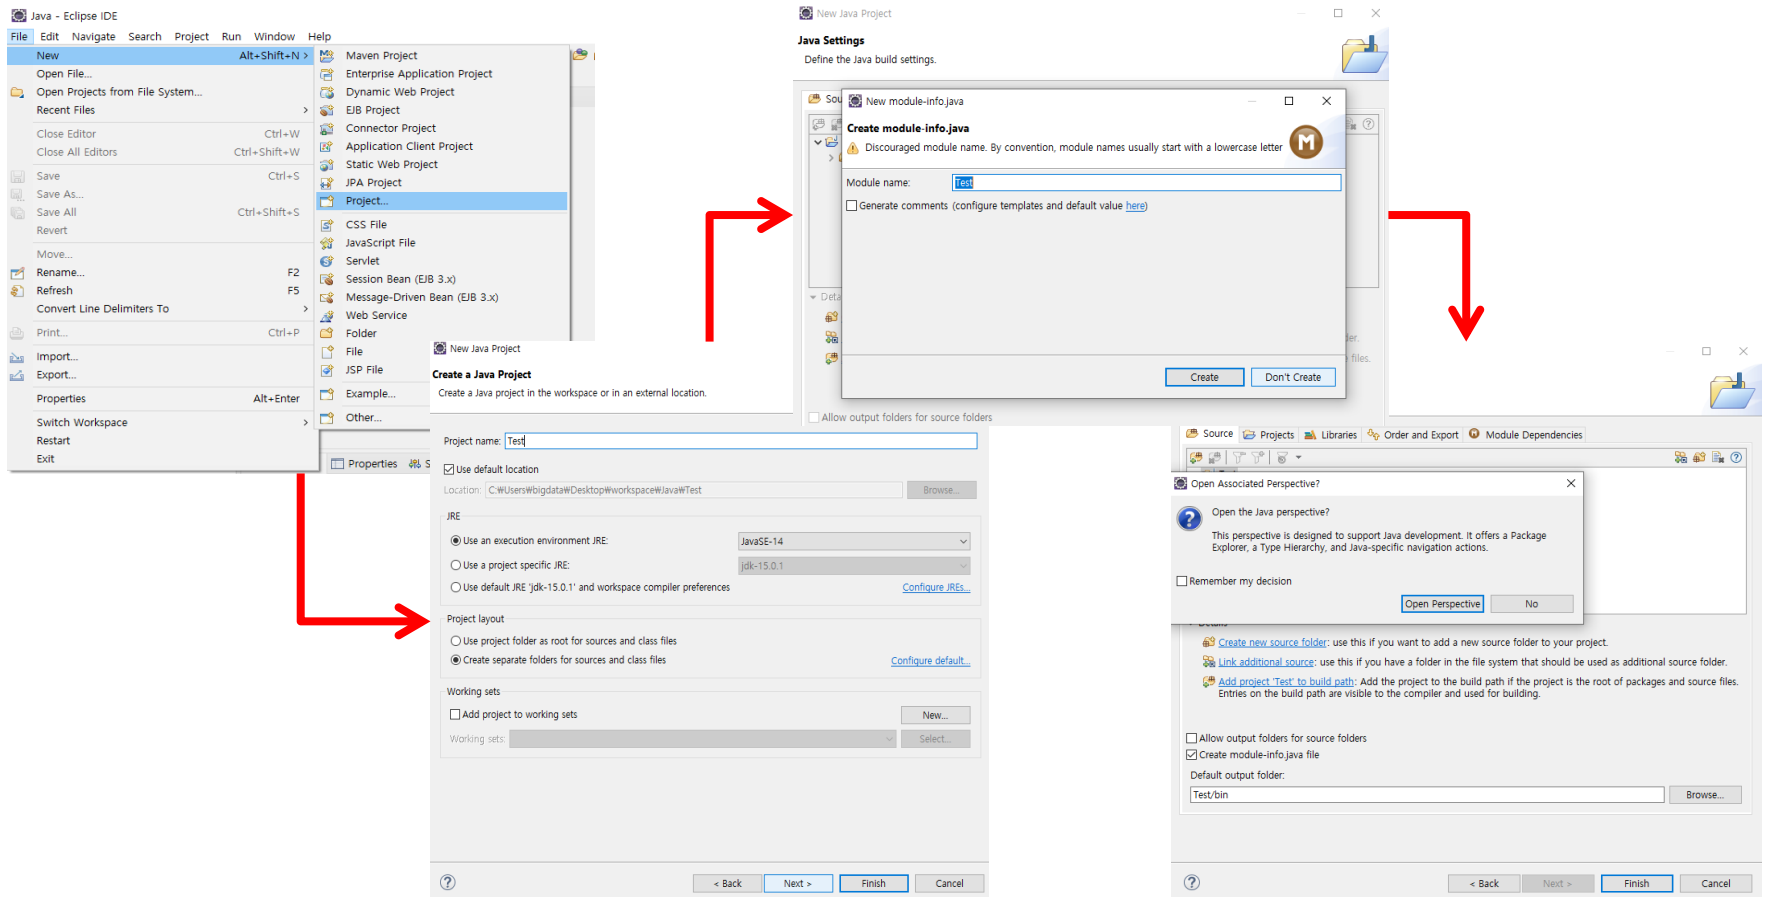 Java - Eclipse IDE
File Edit Navigate Search Project Run Window Help
New Alt+Shift+N >
Open File...
Open Projects from File System...
Recent Files >
Close Editor Ctrl+W
Close All Editors Ctrl+Shift+W
Save Ctrl+S
Save As...
Save All Ctrl+Shift+S
Revert
Move...
Rename... F2
Refresh F5
Convert Line Delimiters To >
Print... Ctrl+P
Import...
Export...
Properties Alt+Enter
Switch Workspace >
Restart
Exit
Maven Project
Enterprise Application Project
Dynamic Web Project
EJB Project
Connector Project
Application Client Project
Static Web Project
JPA Project
Project...
CSS File
JavaScript File
Servlet
Session Bean (EJB 3.x)
Message-Driven Bean (EJB 3.x)
Web Service
Folder
File
JSP File
Example...
Other...
Properties S
New Java Project
Create a Java Project
Create a Java project in the workspace or in an external location.
Project name: Test
Use default location
Location: C:₩Users₩bigdata₩Desktop₩workspace₩Java₩Test Browse...
JRE
Use an execution environment JRE: JavaSE-14
Use a project specific JRE: jdk-15.0.1
Use default JRE 'jdk-15.0.1' and workspace compiler preferences Configure JREs...
Project layout
Use project folder as root for sources and class files
Create separate folders for sources and class files Configure default...
Working sets
Add project to working sets New...
Working sets: Select...
< Back Next > Finish Cancel
New Java Project
Java Settings
Define the Java build settings.
Sou
New module-info.java
Create module-info.java
Discouraged module name. By convention, module names usually start with a lowercase letter
M
Module name: Test
Generate comments (configure templates and default value here)
Deta
der.
files.
Create Don't Create
Allow output folders for source folders
Source Projects Libraries Order and Export Module Dependencies
Open Associated Perspective?
Open the Java perspective?
This perspective is designed to support Java development. It offers a Package
Explorer, a Type Hierarchy, and Java-specific navigation actions.
Remember my decision
Open Perspective No
Details
Create new source folder: use this if you want to add a new source folder to your project.
Link additional source: use this if you have a folder in the file system that should be used as additional source folder.
Add project 'Test' to build path: Add the project to the build path if the project is the root of packages and source files.
Entries on the build path are visible to the compiler and used for building.
Allow output folders for source folders
Create module-info.java file
Default output folder:
Test/bin Browse...
< Back Next > Finish Cancel